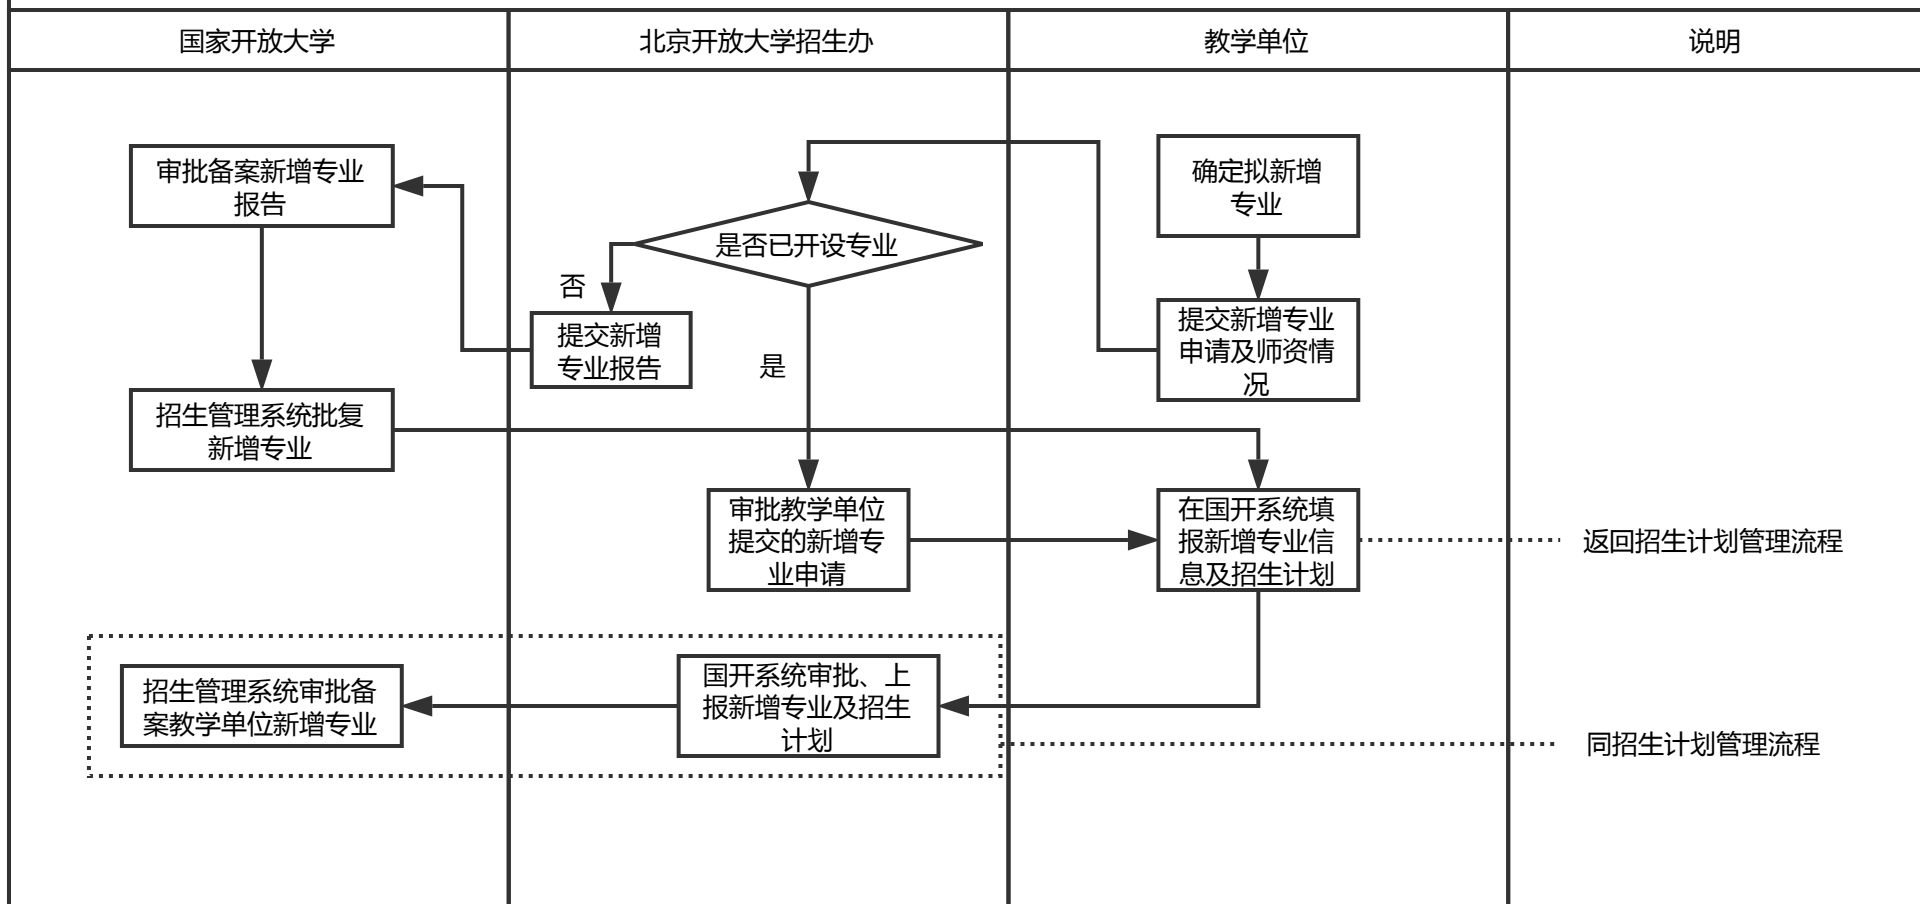 国家开放大学
北京开放大学招生办
教学单位
说明
审批备案新增专业
报告
是否已开设专业
确定拟新增
专业
否
提交新增
专业报告
提交新增专业
申请及师资情
况
是
招生管理系统批复
新增专业
审批教学单位
提交的新增专
业申请
在国开系统填
报新增专业信
息及招生计划
返回招生计划管理流程
招生管理系统审批备
案教学单位新增专业
国开系统审批、上
报新增专业及招生
计划
同招生计划管理流程